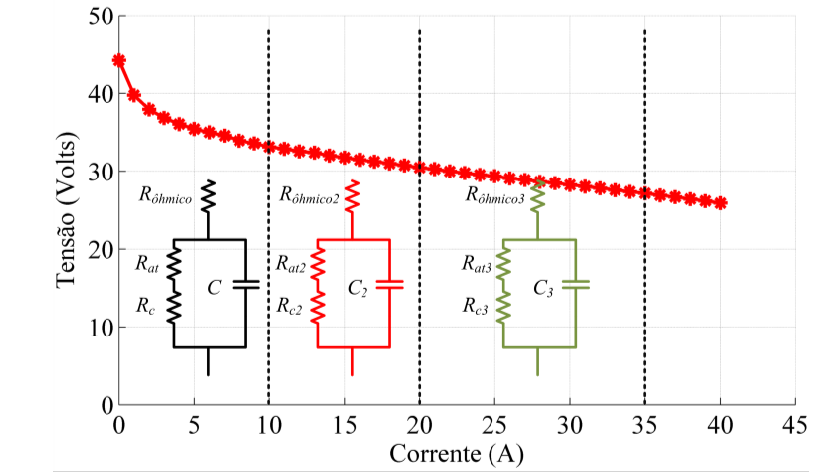 50
40
30
20
10
0
Tensão (Volts)
Rôhmico
Rat
Rc
C
Rôhmico2
Rat2
Rc2
C2
Rôhmico3
Rat3
Rc3
C3
0 5 10 15 20 25 30 35 40 45
Corrente (A)